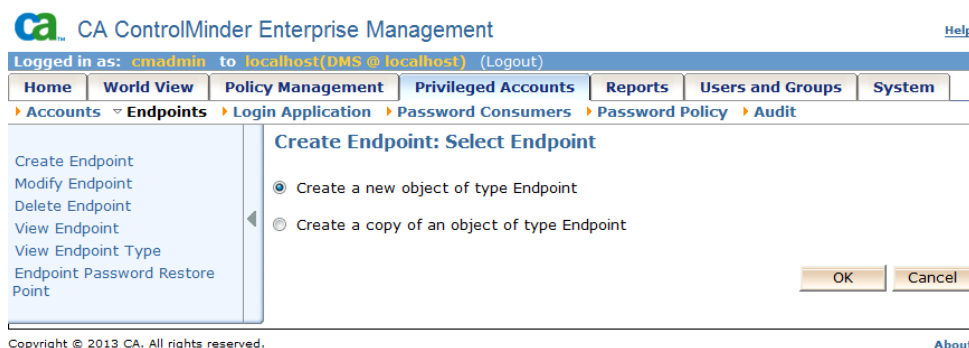 ca™ CA ControlMinder Enterprise Management
Help
Logged in as: cmadmin to localhost(DMS @ localhost) (Logout)
Home World View Policy Management Privileged Accounts Reports Users and Groups System
Accounts Endpoints Login Application Password Consumers Password Policy Audit
Create Endpoint
Modify Endpoint
Delete Endpoint
View Endpoint
View Endpoint Type
Endpoint Password Restore
Point
Create Endpoint: Select Endpoint
Create a new object of type Endpoint
Create a copy of an object of type Endpoint
OK Cancel
Copyright © 2013 CA. All rights reserved.
About